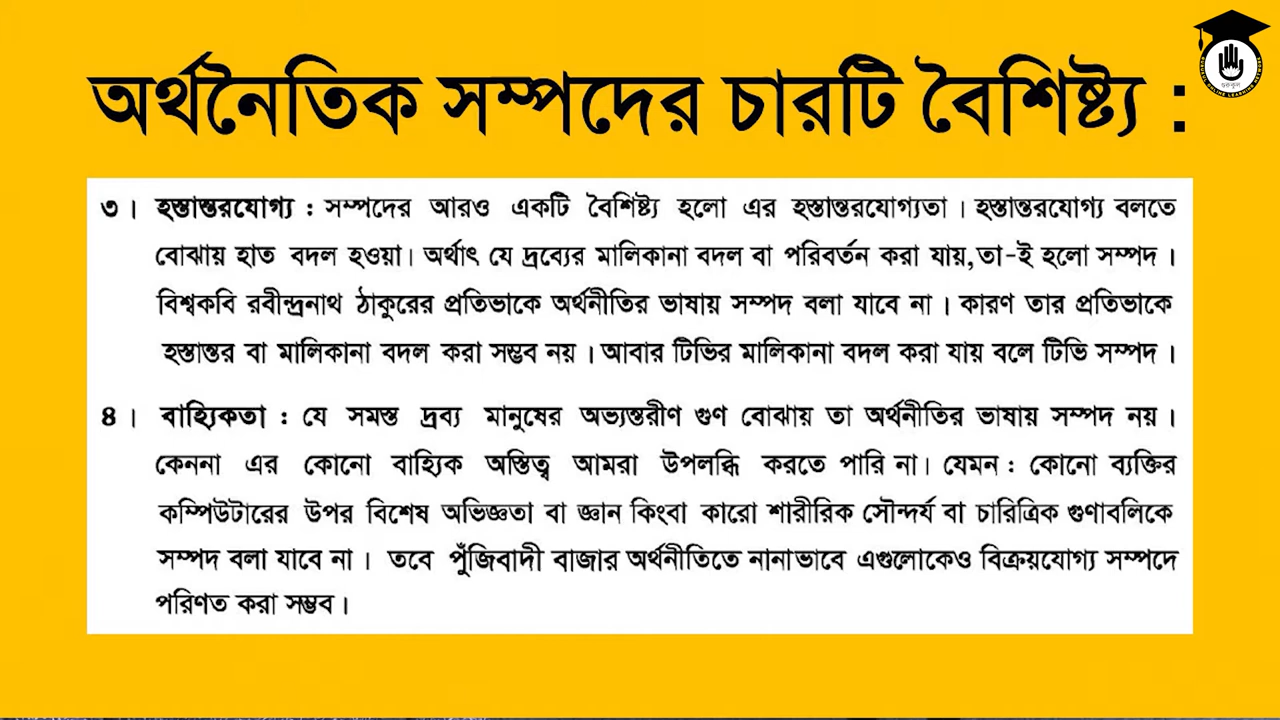 অর্থনৈতিক সম্পদের চারটি বৈশিষ্ট্য :
৩। হস্তান্তরযোগ্য : সম্পদের আরও একটি বৈশিষ্ট্য হলো এর হস্তান্তরযোগ্যতা। হস্তান্তরযোগ্য বলতে
বোঝায় হাত বদল হওয়া। অর্থাৎ যে দ্রব্যের মালিকানা বদল বা পরিবর্তন করা যায়,তা-ই হলো সম্পদ।
বিশ্বকবি রবীন্দ্রনাথ ঠাকুরের প্রতিভাকে অর্থনীতির ভাষায় সম্পদ বলা যাবে না। কারণ তার প্রতিভাকে
হস্তান্তর বা মালিকানা বদল করা সম্ভব নয়। আবার টিভির মালিকানা বদল করা যায় বলে টিভি সম্পদ।
৪। বাহ্যিকতা : যে সমস্ত দ্রব্য মানুষের অভ্যন্তরীণ গুণ বোঝায় তা অর্থনীতির ভাষায় সম্পদ নয়।
কেননা এর কোনো বাহ্যিক অস্তিত্ব আমরা উপলব্ধি করতে পারি না। যেমন : কোনো ব্যক্তির
কম্পিউটারের উপর বিশেষ অভিজ্ঞতা বা জ্ঞান কিংবা কারো শারীরিক সৌন্দর্য বা চারিত্রিক গুণাবলিকে
সম্পদ বলা যাবে না। তবে পুঁজিবাদী বাজার অর্থনীতিতে নানাভাবে এগুলোকেও বিক্রয়যোগ্য সম্পদে
পরিণত করা সম্ভব।
গুরুকুল